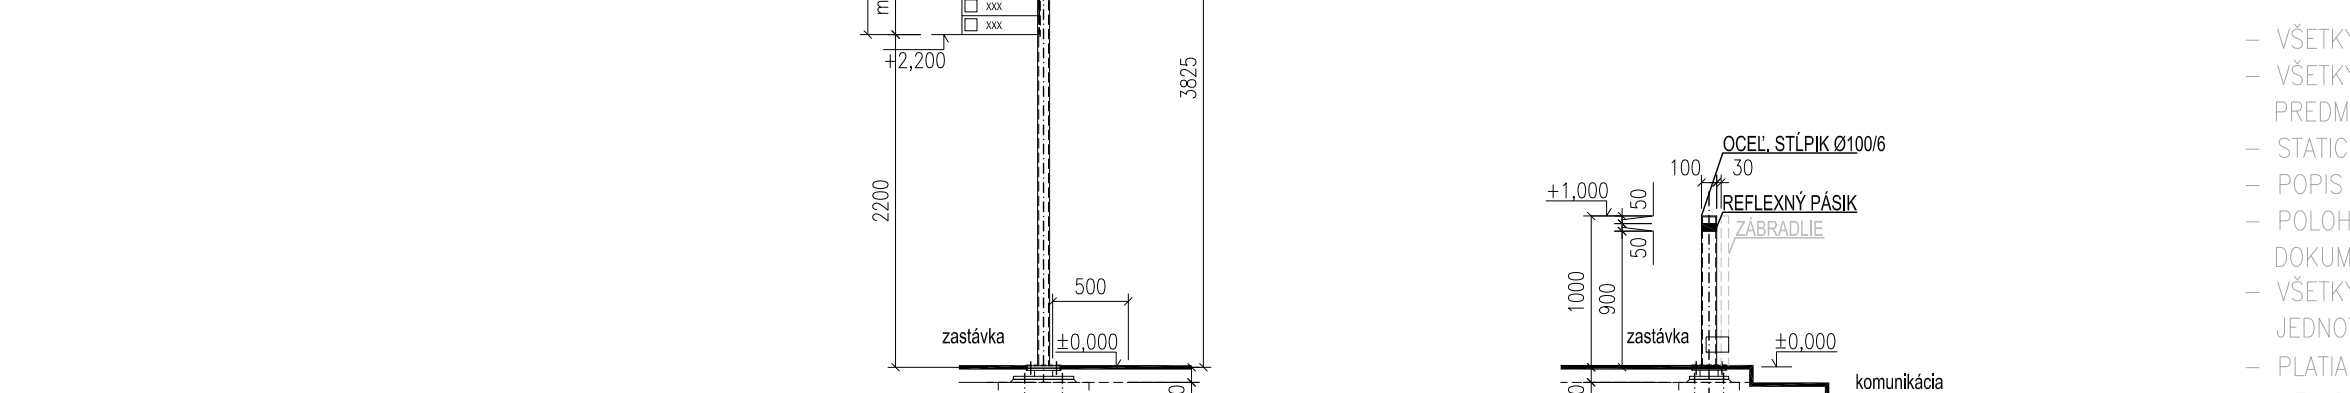 xxx
xxx
+2,200
3825
2200
500
zastávka
±0,000
OCEĽ. STĹPIK Ø100/6
100 30
+1,000
50
REFLEXNÝ PÁSIK
ZÁBRADLIE
50
1000
900
zastávka
±0,000
komunikácia
– VŠETKY
– VŠETKY
PREDM
– STATIC
– POPIS
– POLOH
DOKUM
– VŠETKY
JEDNOT
– PLATIA